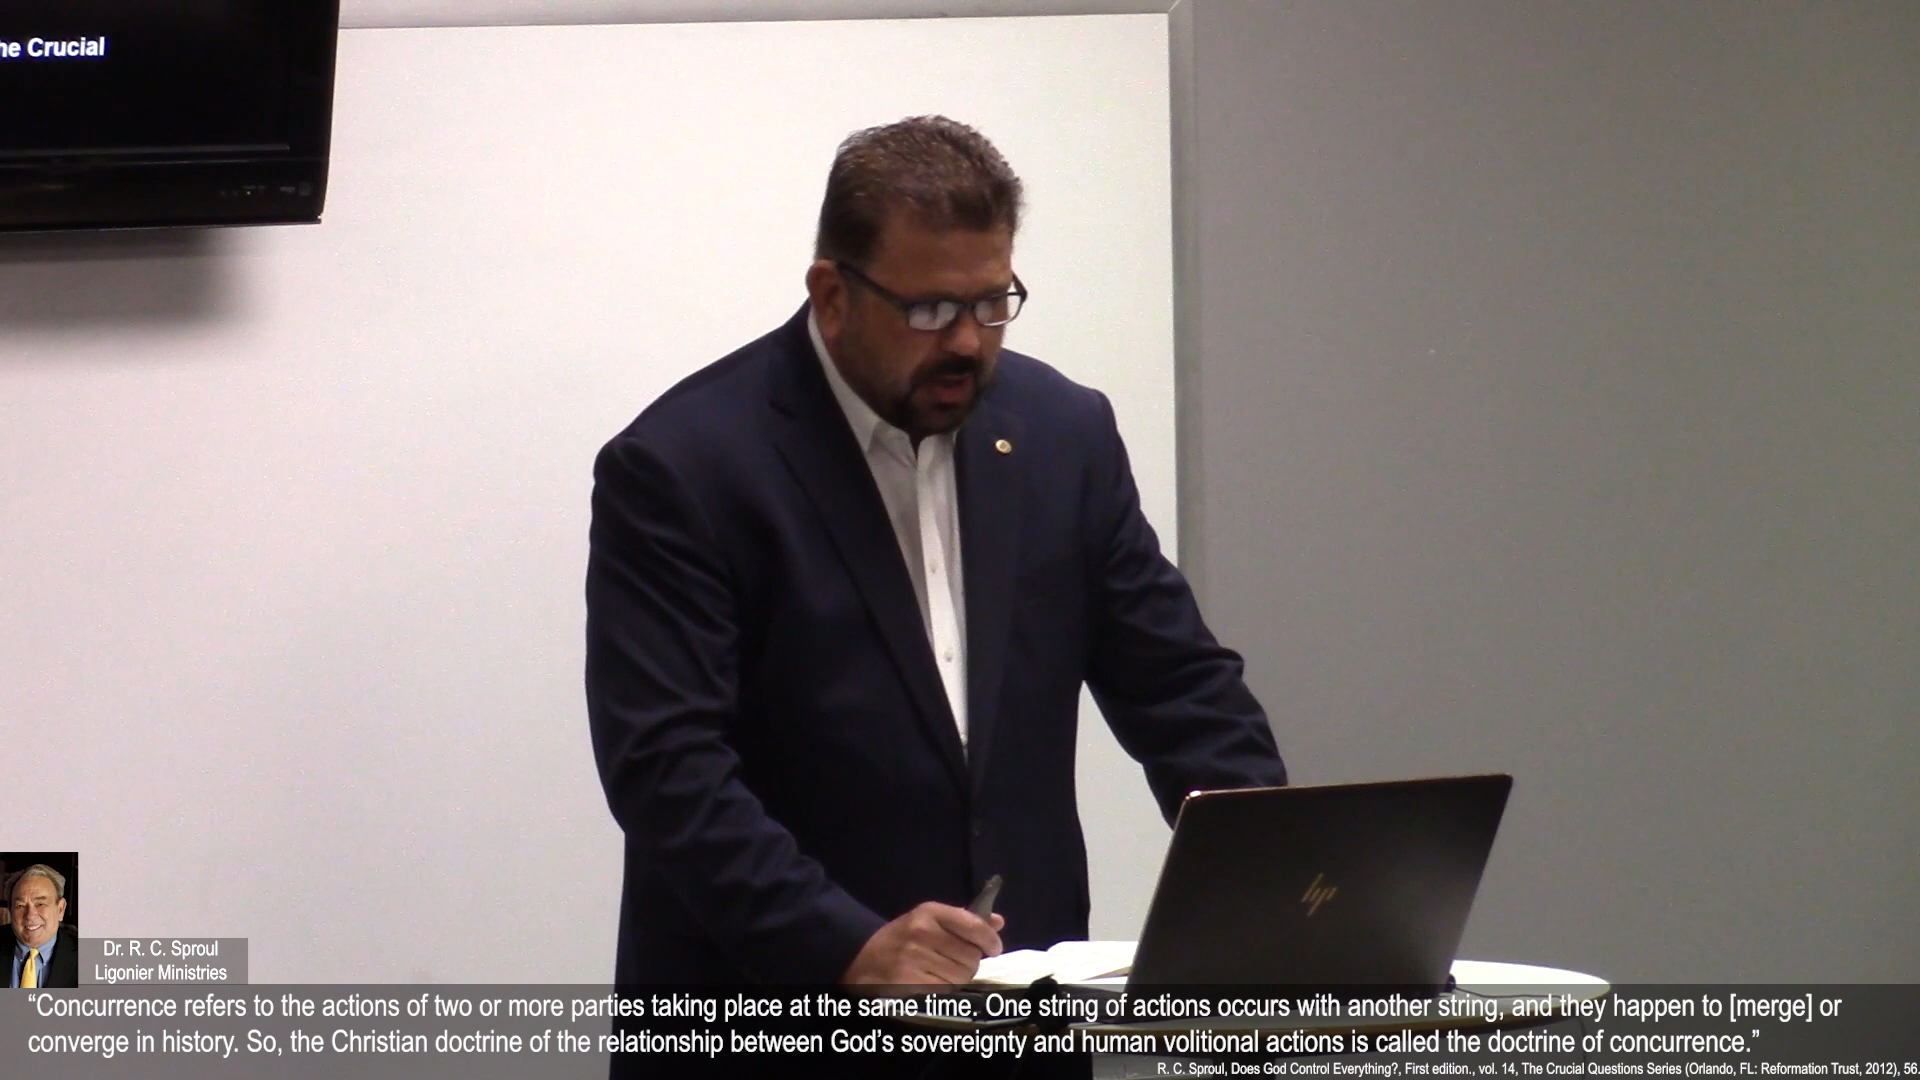 he Crucial
hp
Dr. R. C. Sproul
Ligonier Ministries
“Concurrence refers to the actions of two or more parties taking place at the same time. One string of actions occurs with another string, and they happen to [merge] or
converge in history. So, the Christian doctrine of the relationship between God’s sovereignty and human volitional actions is called the doctrine of concurrence.”
R. C. Sproul, Does God Control Everything?, First edition., vol. 14, The Crucial Questions Series (Orlando, FL: Reformation Trust, 2012), 56.